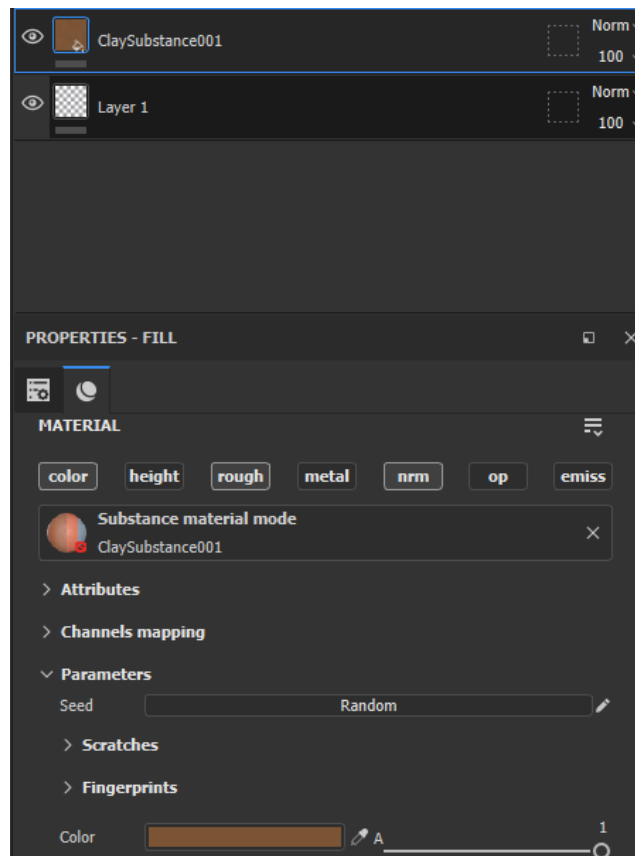 ClaySubstance001
Norm
100
Layer 1
Norm
100
PROPERTIES - FILL
MATERIAL
color height rough metal nrm op emiss
Substance material mode
ClaySubstance001
Attributes
Channels mapping
Parameters
Seed Random
Scratches
Fingerprints
Color A 1